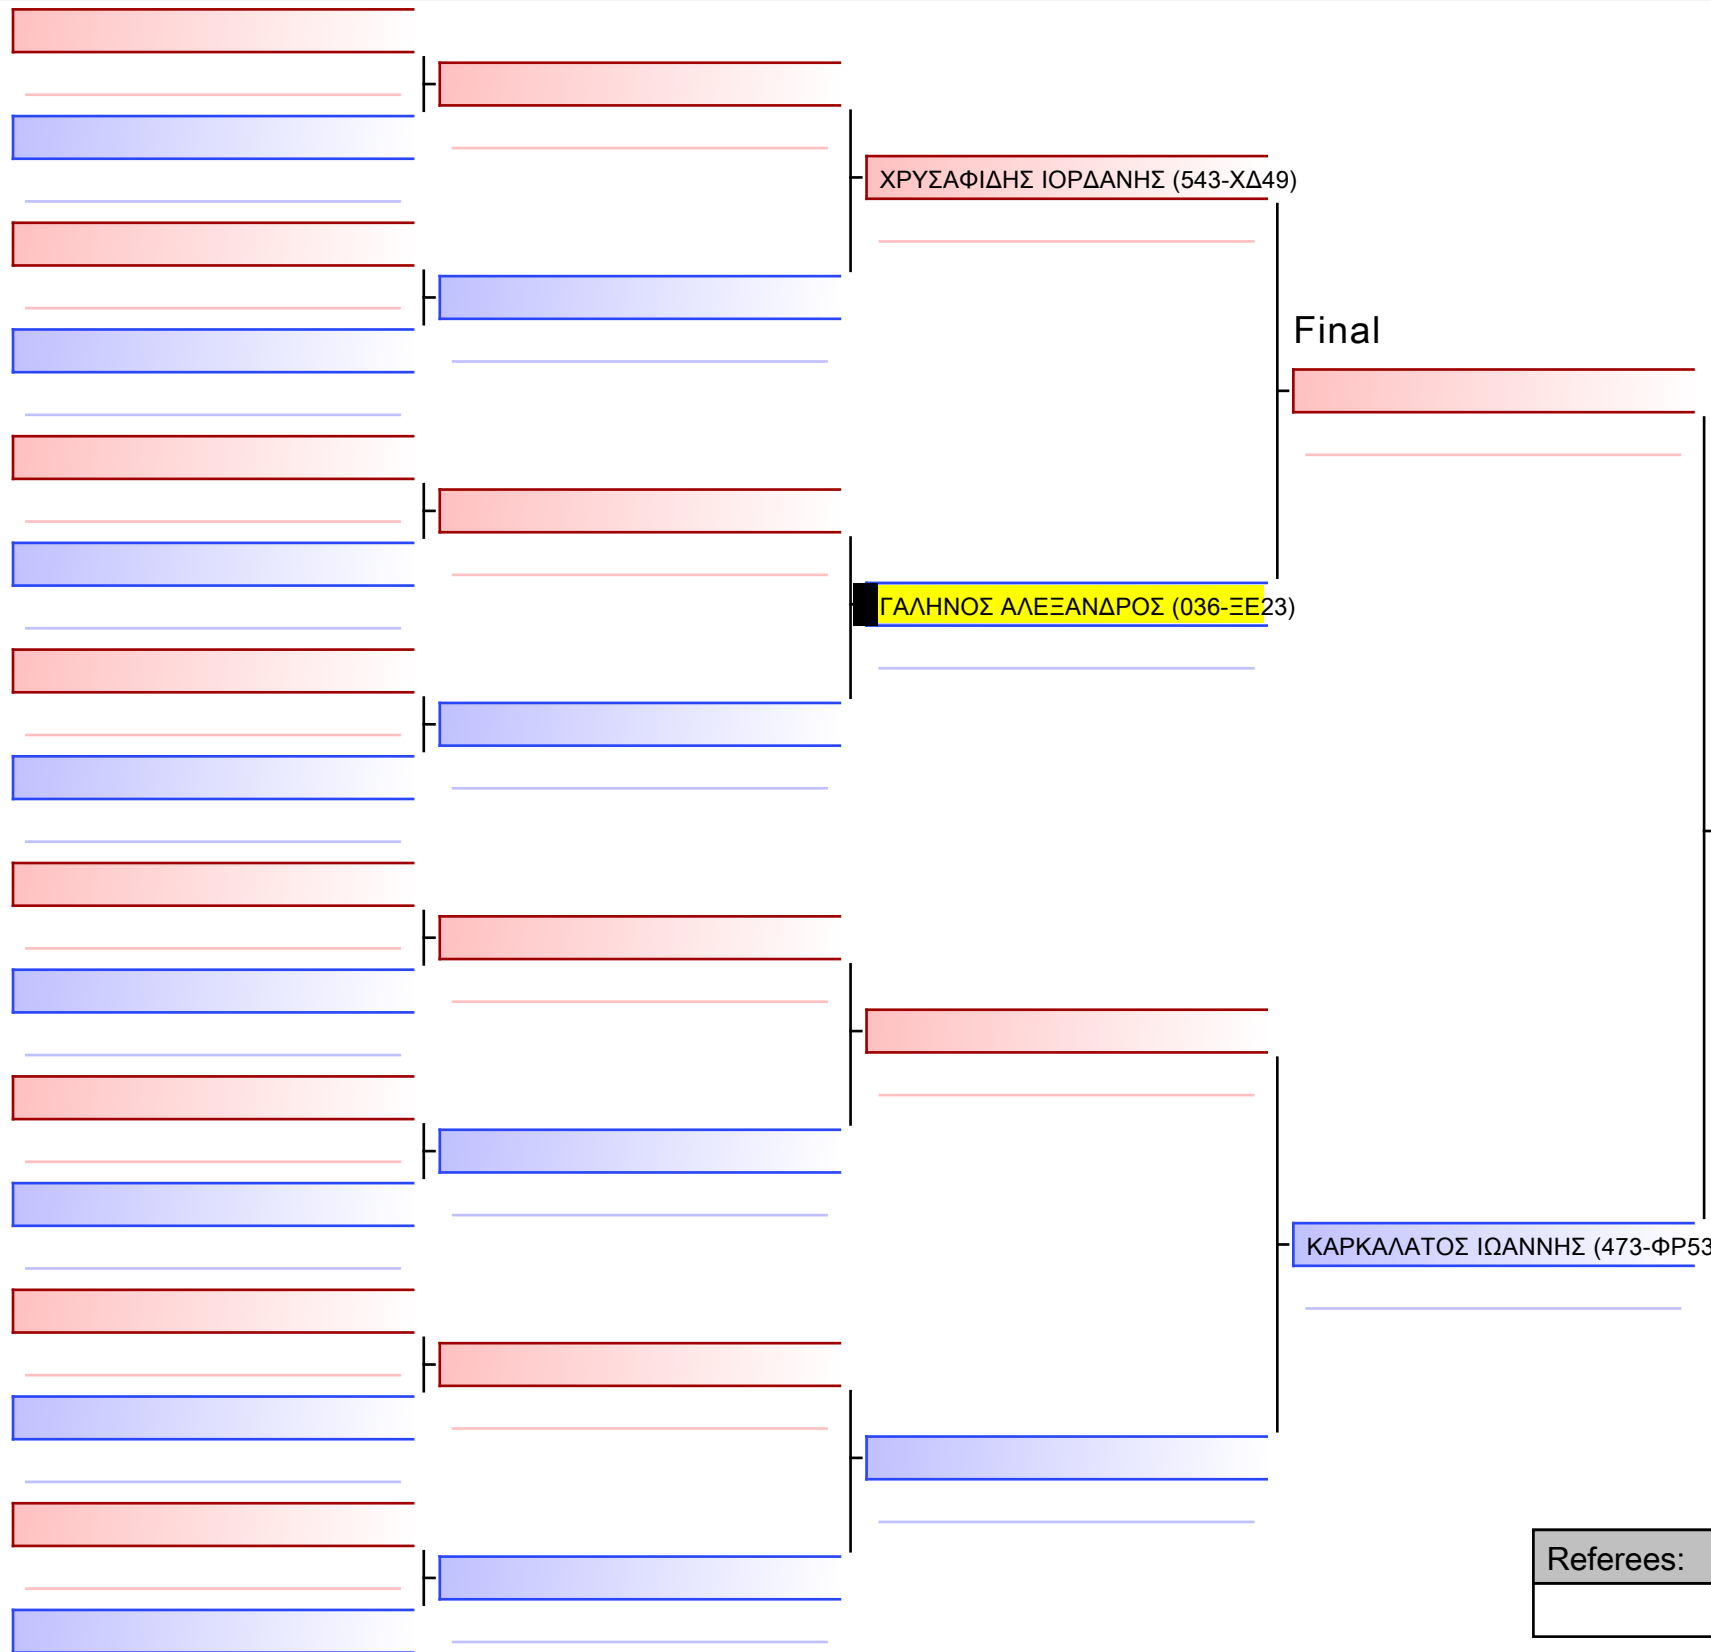 ΧΡΥΣΑΦΙΔΗΣ ΙΟΡΔΑΝΗΣ (543-ΧΔ49)
Final
ΓΑΛΗΝΟΣ ΑΛΕΞΑΝΔΡΟΣ (036-ΞΕ23)
ΚΑΡΚΑΛΑΤΟΣ ΙΩΑΝΝΗΣ (473-ΦΡ53
Referees: